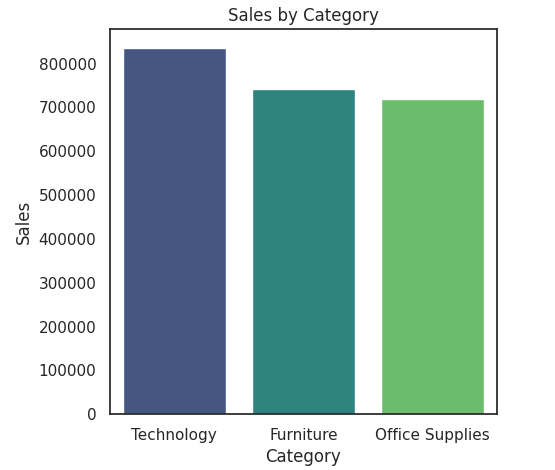 Sales by Category
800000
700000
600000
500000
400000
300000
200000
100000
0
Sales
Technology
Furniture
Office Supplies
Category